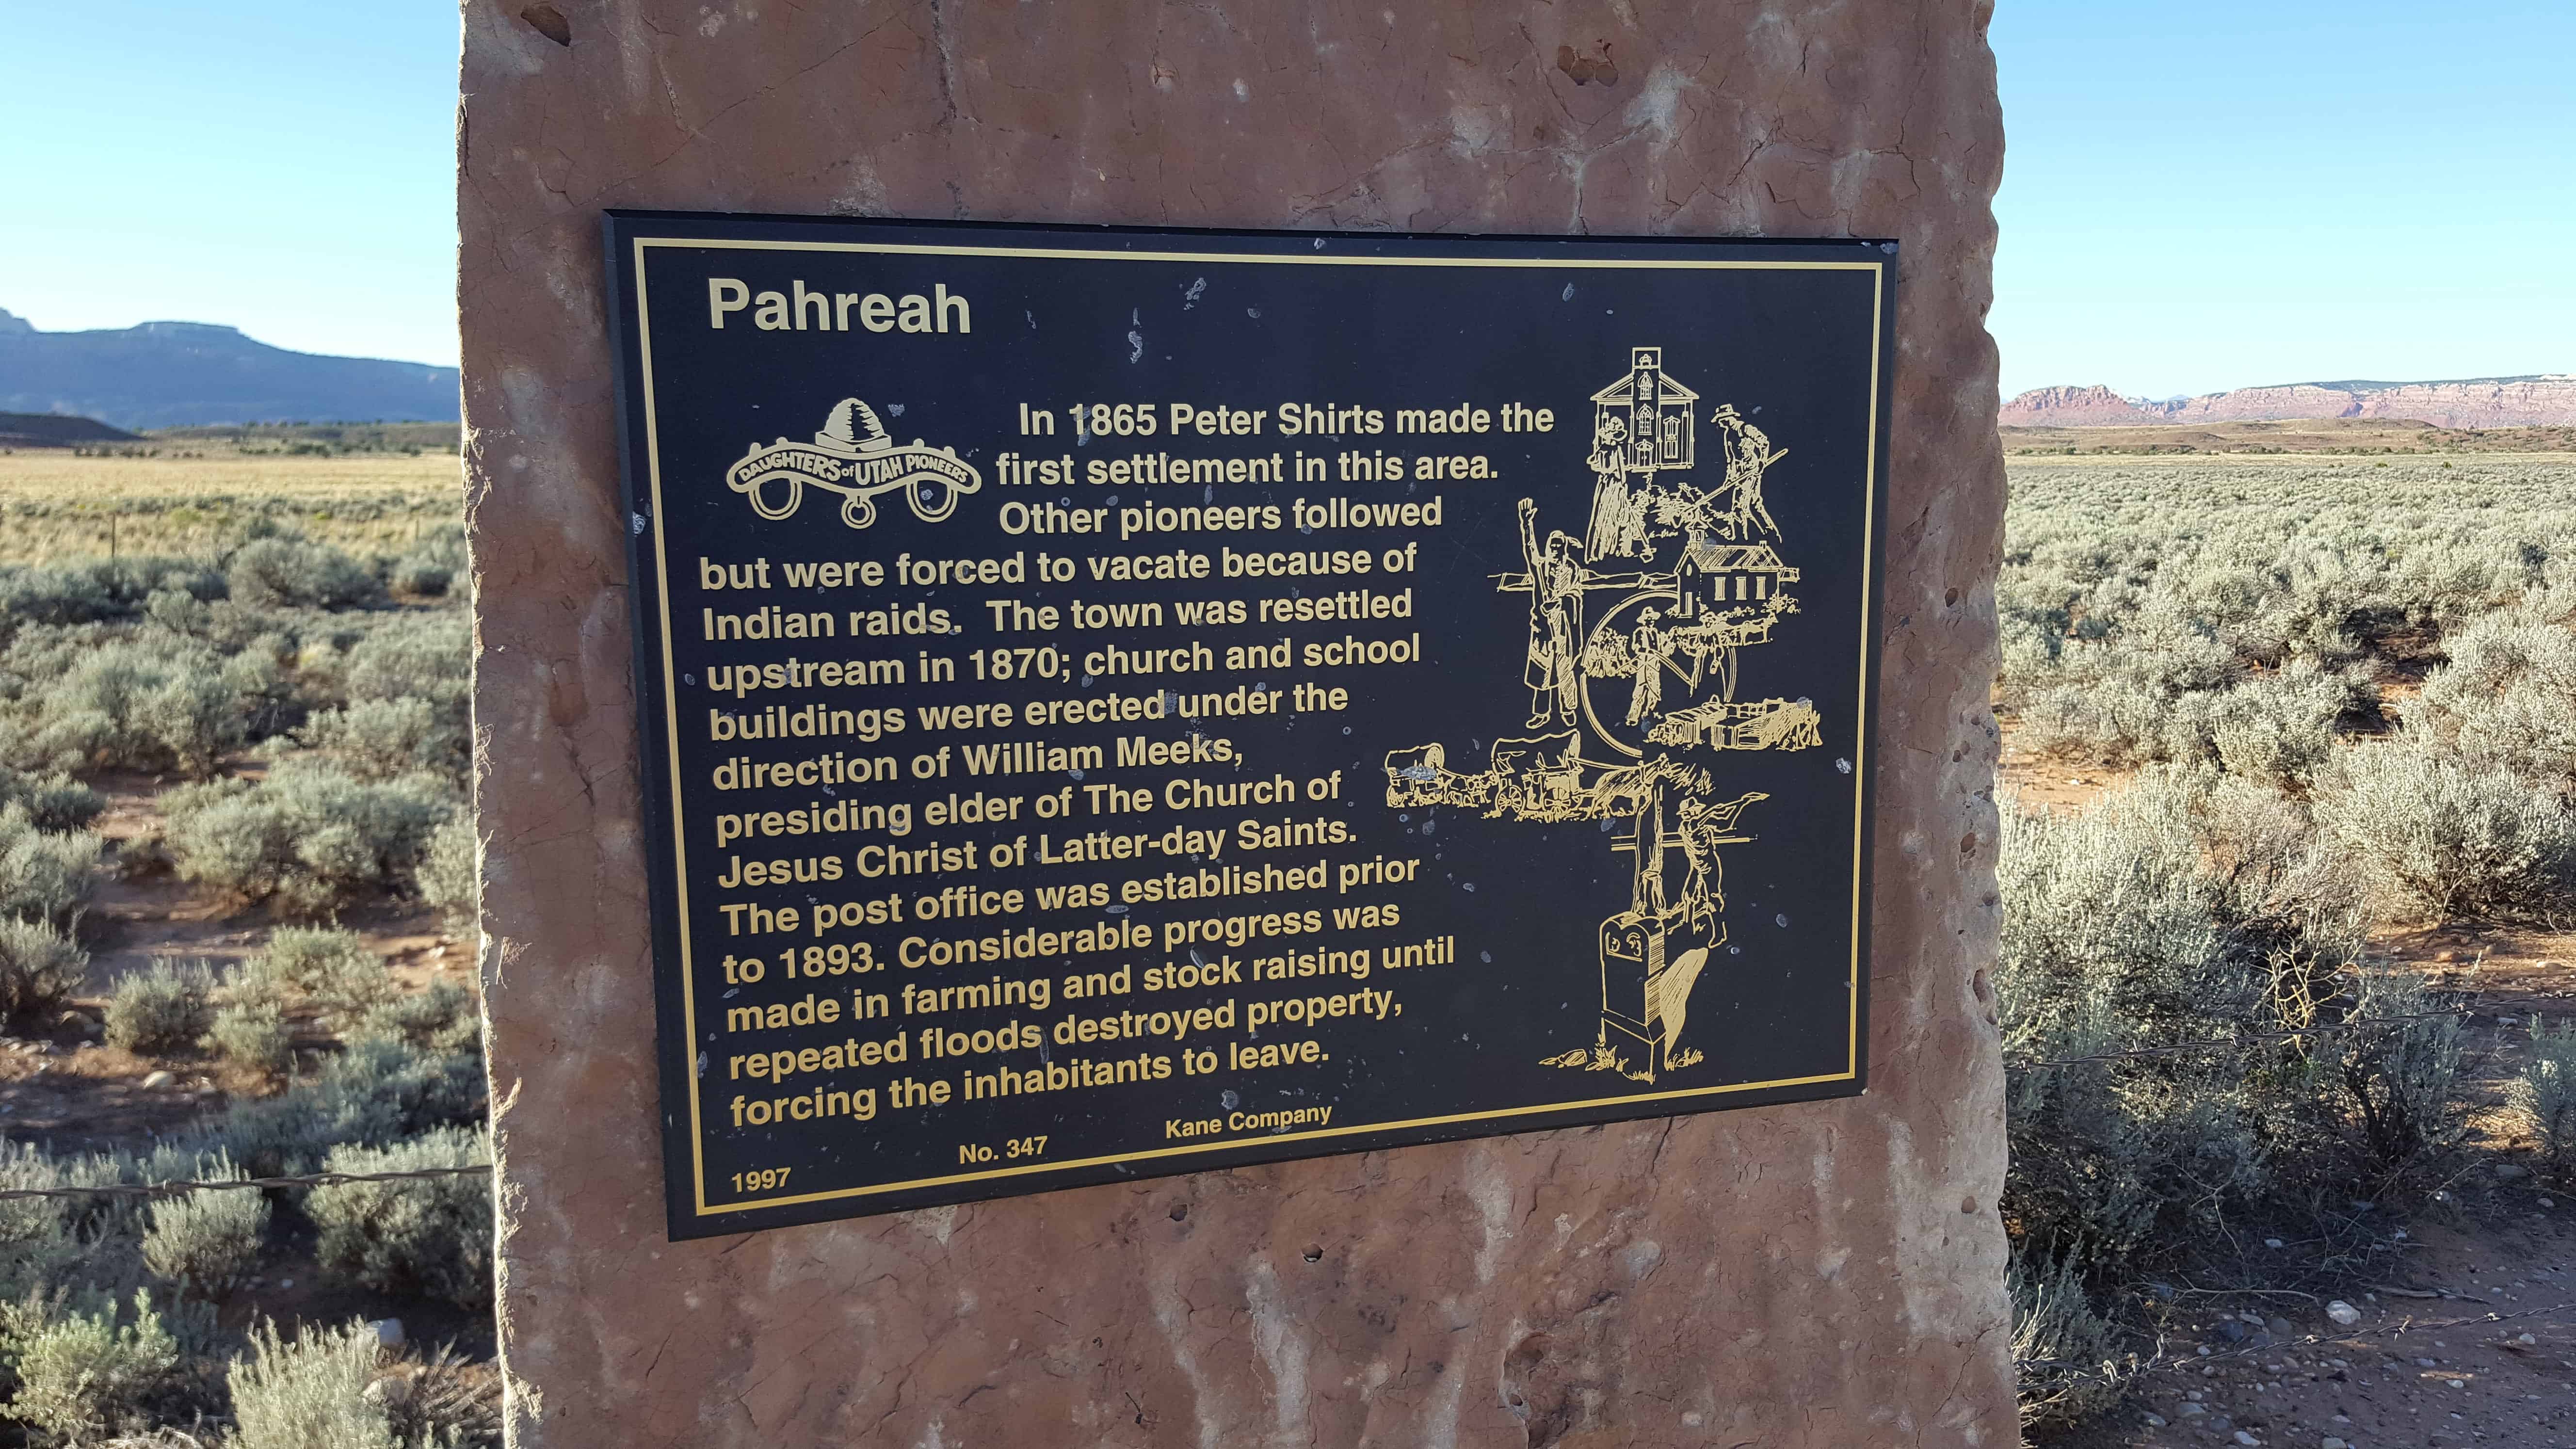 Pahreah
DAUGHTERS of UTAH PIONEERS
In 1865 Peter Shirts made the
first settlement in this area.
Other pioneers followed
but were forced to vacate because of
Indian raids. The town was resettled
upstream in 1870; church and school
buildings were erected under the
direction of William Meeks,
presiding elder of The Church of
Jesus Christ of Latter-day Saints.
The post office was established prior
to 1893. Considerable progress was
made in farming and stock raising until
repeated floods destroyed property,
forcing the inhabitants to leave.
1997 No. 347 Kane Company